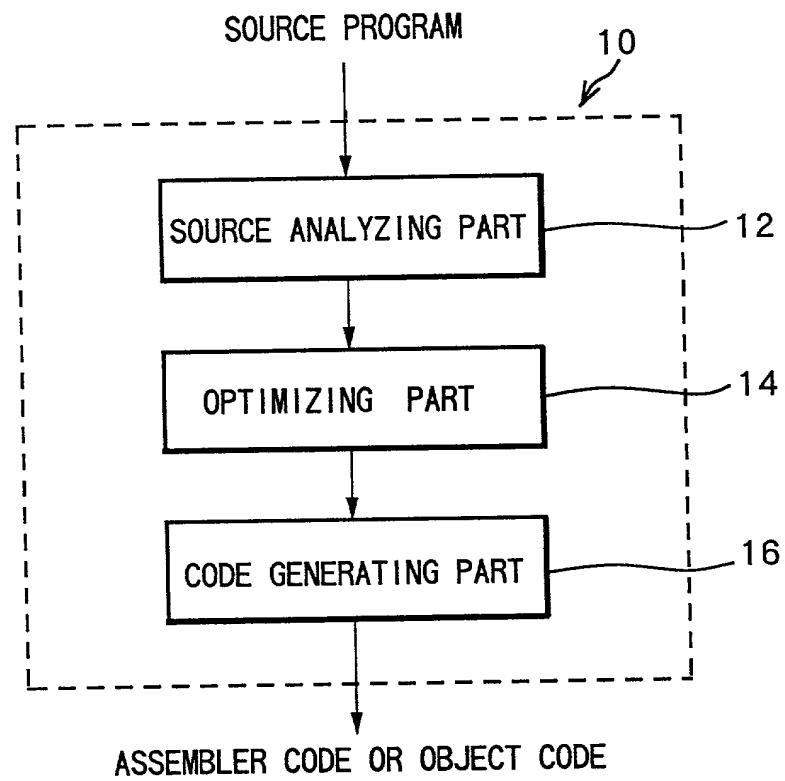 SOURCE PROGRAM
10
SOURCE ANALYZING PART
12
OPTIMIZING PART
14
CODE GENERATING PART
16
ASSEMBLER CODE OR OBJECT CODE